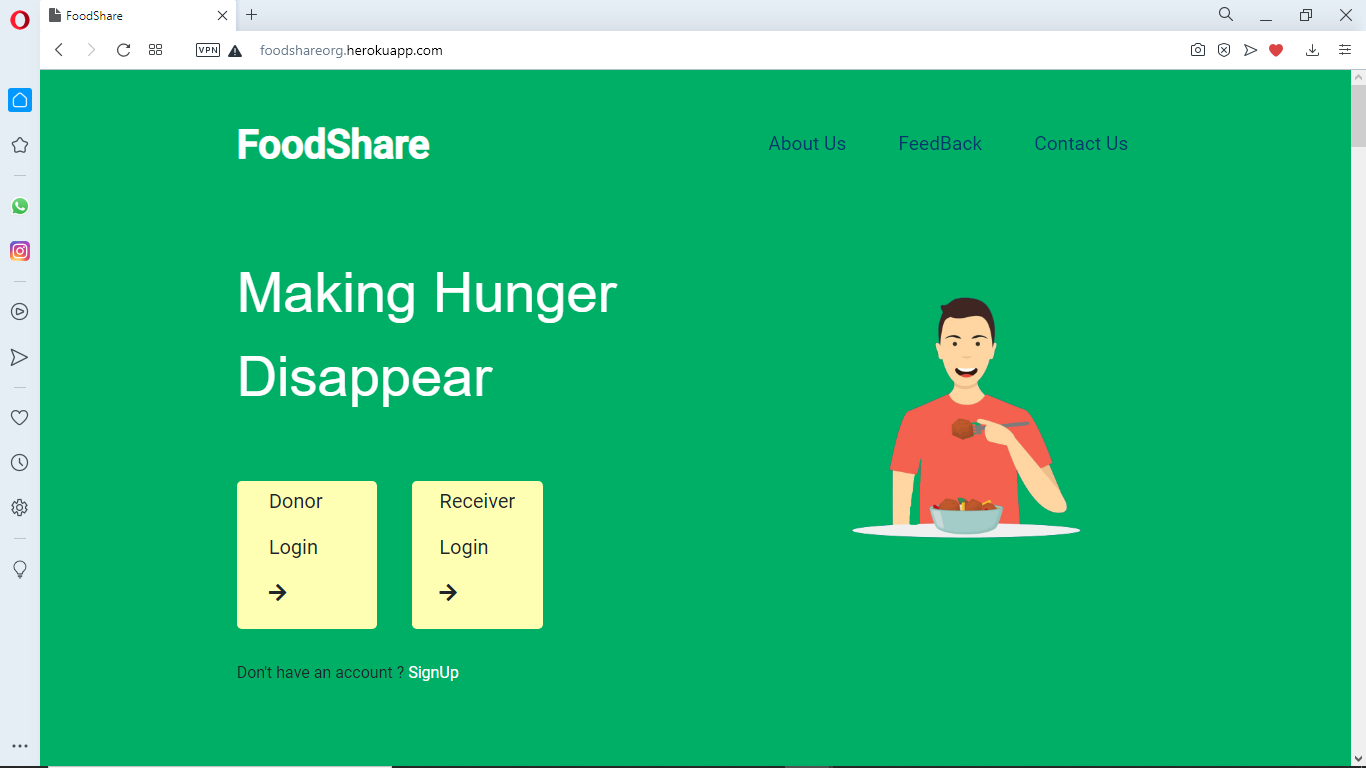 FoodShare
VPN
foodshareorg.herokuapp.com
FoodShare
About Us
FeedBack
Contact Us
Making Hunger
Disappear
Donor
Login
Receiver
Login
Don't have an account ? SignUp